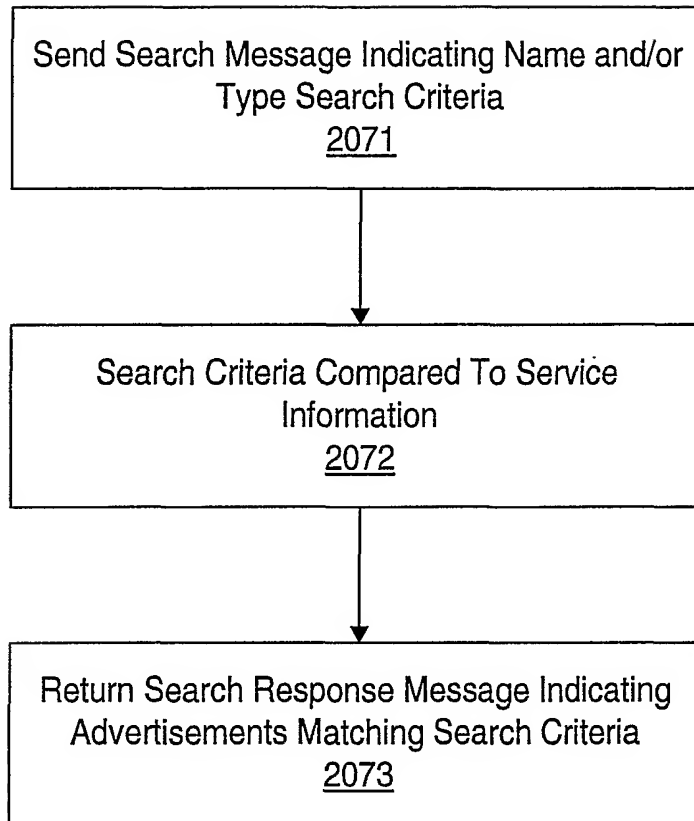 Send Search Message Indicating Name and/or
Type Search Criteria
2071
Search Criteria Compared To Service
Information
2072
Return Search Response Message Indicating
Advertisements Matching Search Criteria
2073